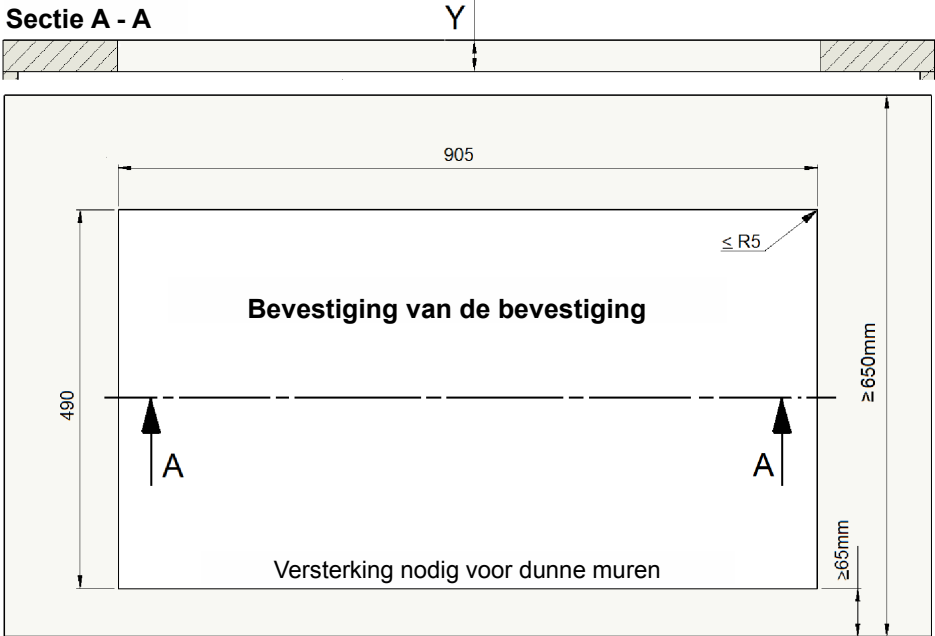 Sectie A - A
Y
905
≤ R5
Bevestiging van de bevestiging
490
≥650mm
A
A
≥65mm
Versterking nodig voor dunne muren